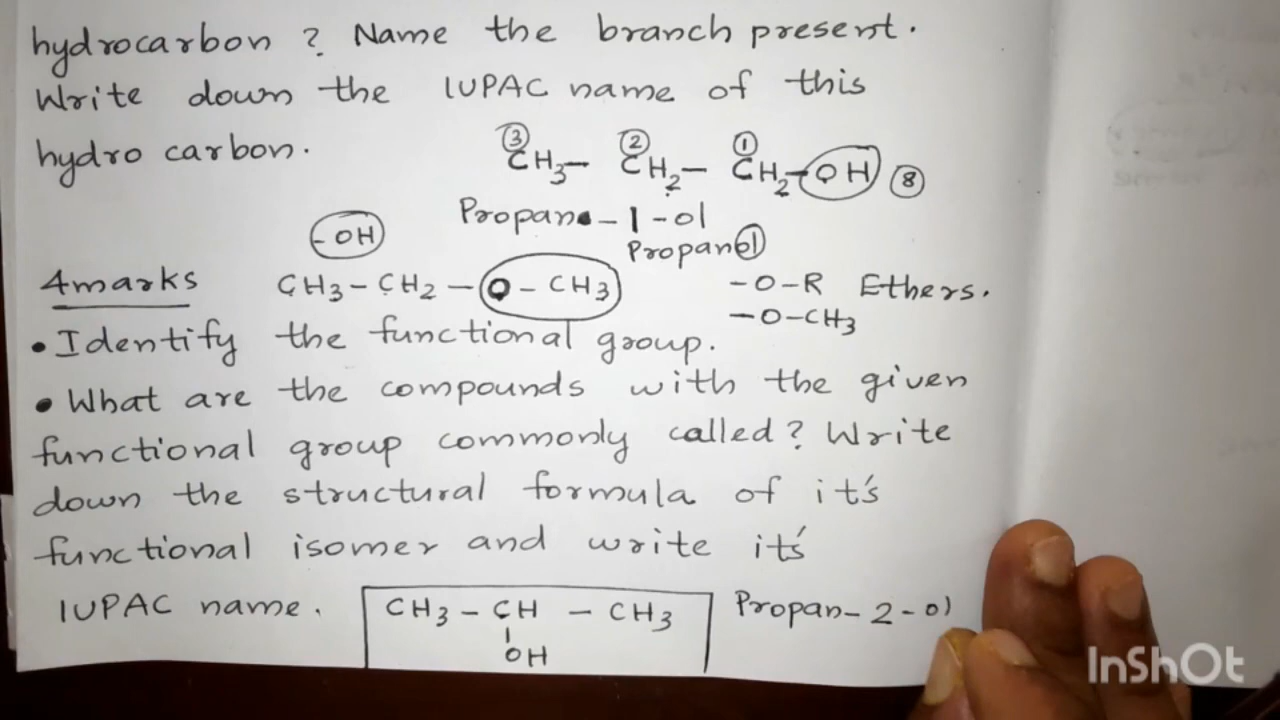 hydrocarbon ? Name the branch present.
Write down the IUPAC name of this
hydro carbon.
③ ② ①
CH3 - CH2 - CH2 - OH ⑧
Propan - 1 - ol
Propanol
- OH
4marks CH3 - CH2 - O - CH3 -O-R Ethers.
-O-CH3
• Identify the functional group.
• What are the compounds with the given
functional group commonly called? Write
down the structural formula of it's
functional isomer and write it's
IUPAC name. CH3 - CH - CH3 Propan - 2 - ol
OH
InShOt